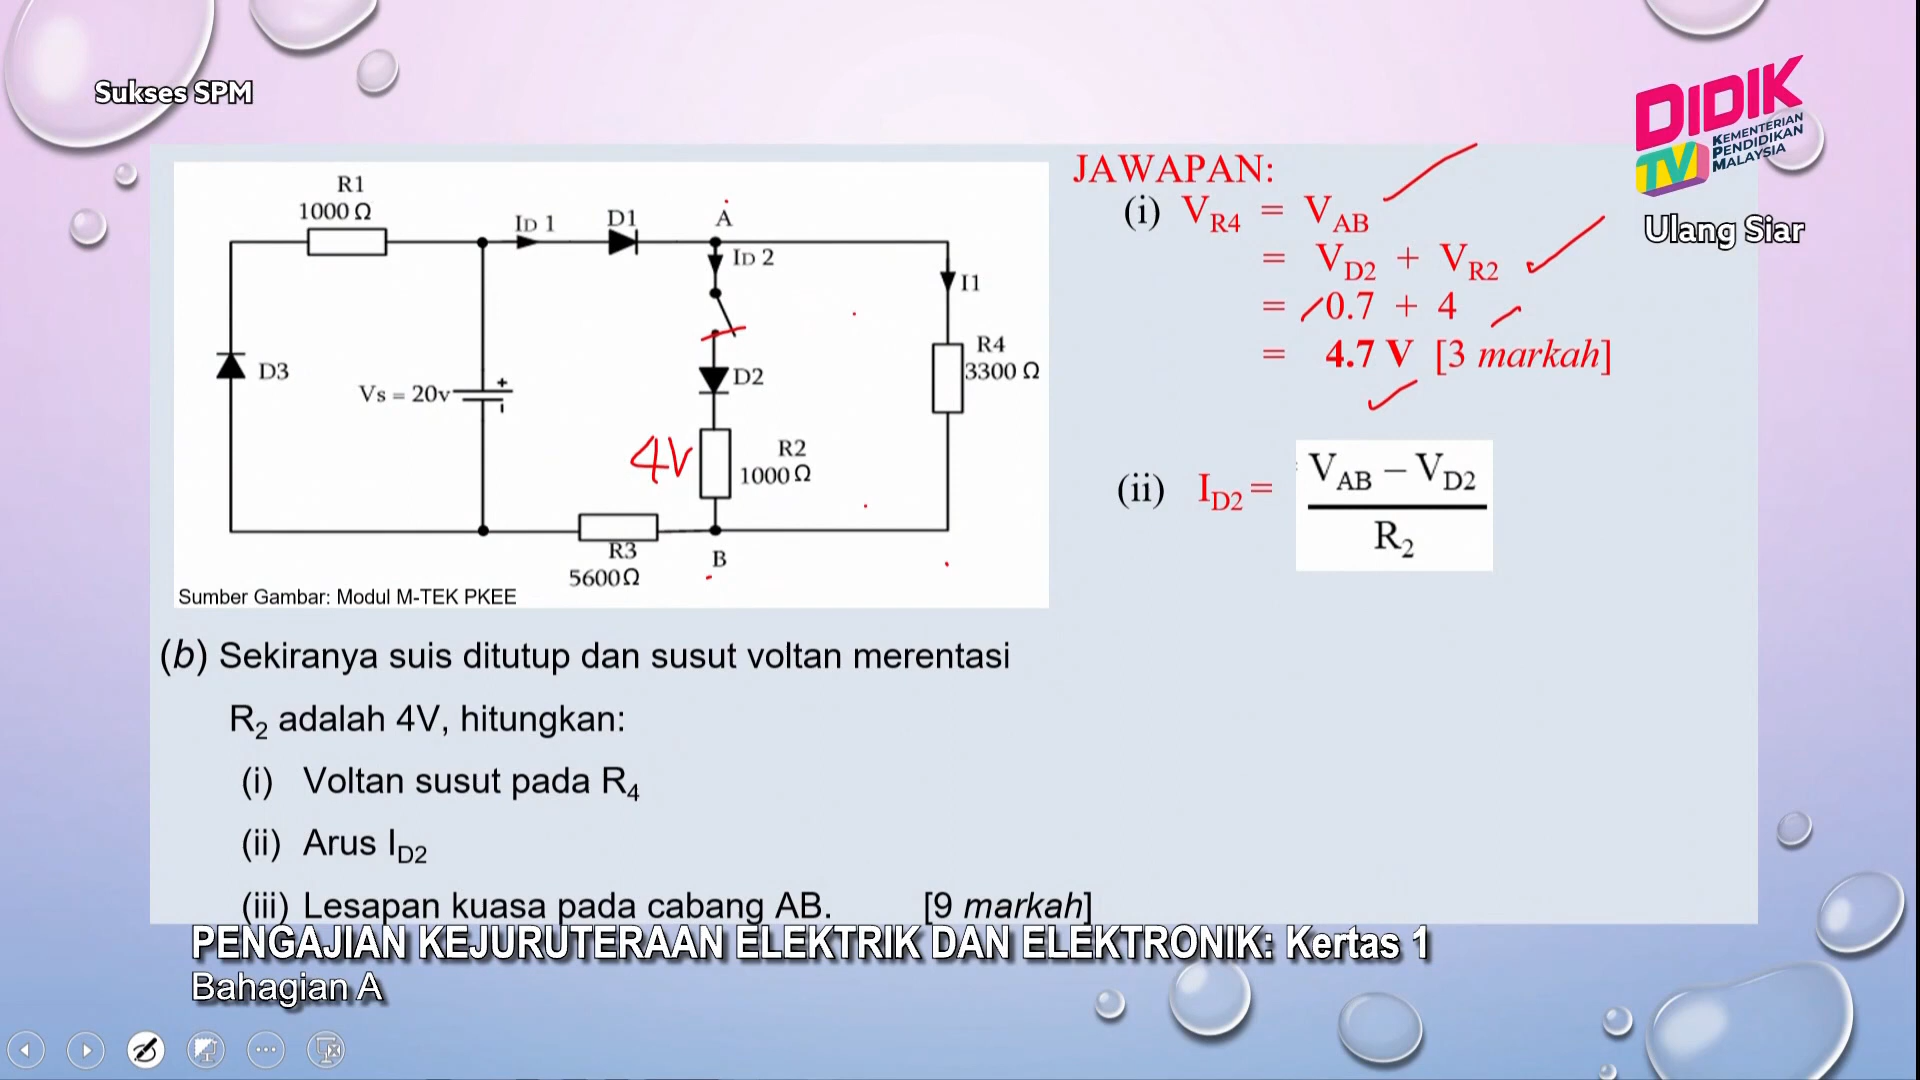 Sukses SPM
DIDIK
TV
KEMENTERIAN
PENDIDIKAN
MALAYSIA
Ulang Siar
R1
1000 Ω
ID 1
D1
A
ID 2
I1
D3
Vs = 20v
+
D2
R4
3300 Ω
4V
R2
1000 Ω
R3
5600Ω
B
Sumber Gambar: Modul M-TEK PKEE
JAWAPAN:
(i) V_R4 = V_AB
= V_D2 + V_R2
= 0.7 + 4
= 4.7 V [3 markah]
(ii) I_D2 = (V_AB − V_D2) / R₂
(b) Sekiranya suis ditutup dan susut voltan merentasi
R₂ adalah 4V, hitungkan:
(i) Voltan susut pada R₄
(ii) Arus I_D2
(iii) Lesapan kuasa pada cabang AB. [9 markah]
PENGAJIAN KEJURUTERAAN ELEKTRIK DAN ELEKTRONIK: Kertas 1
Bahagian A